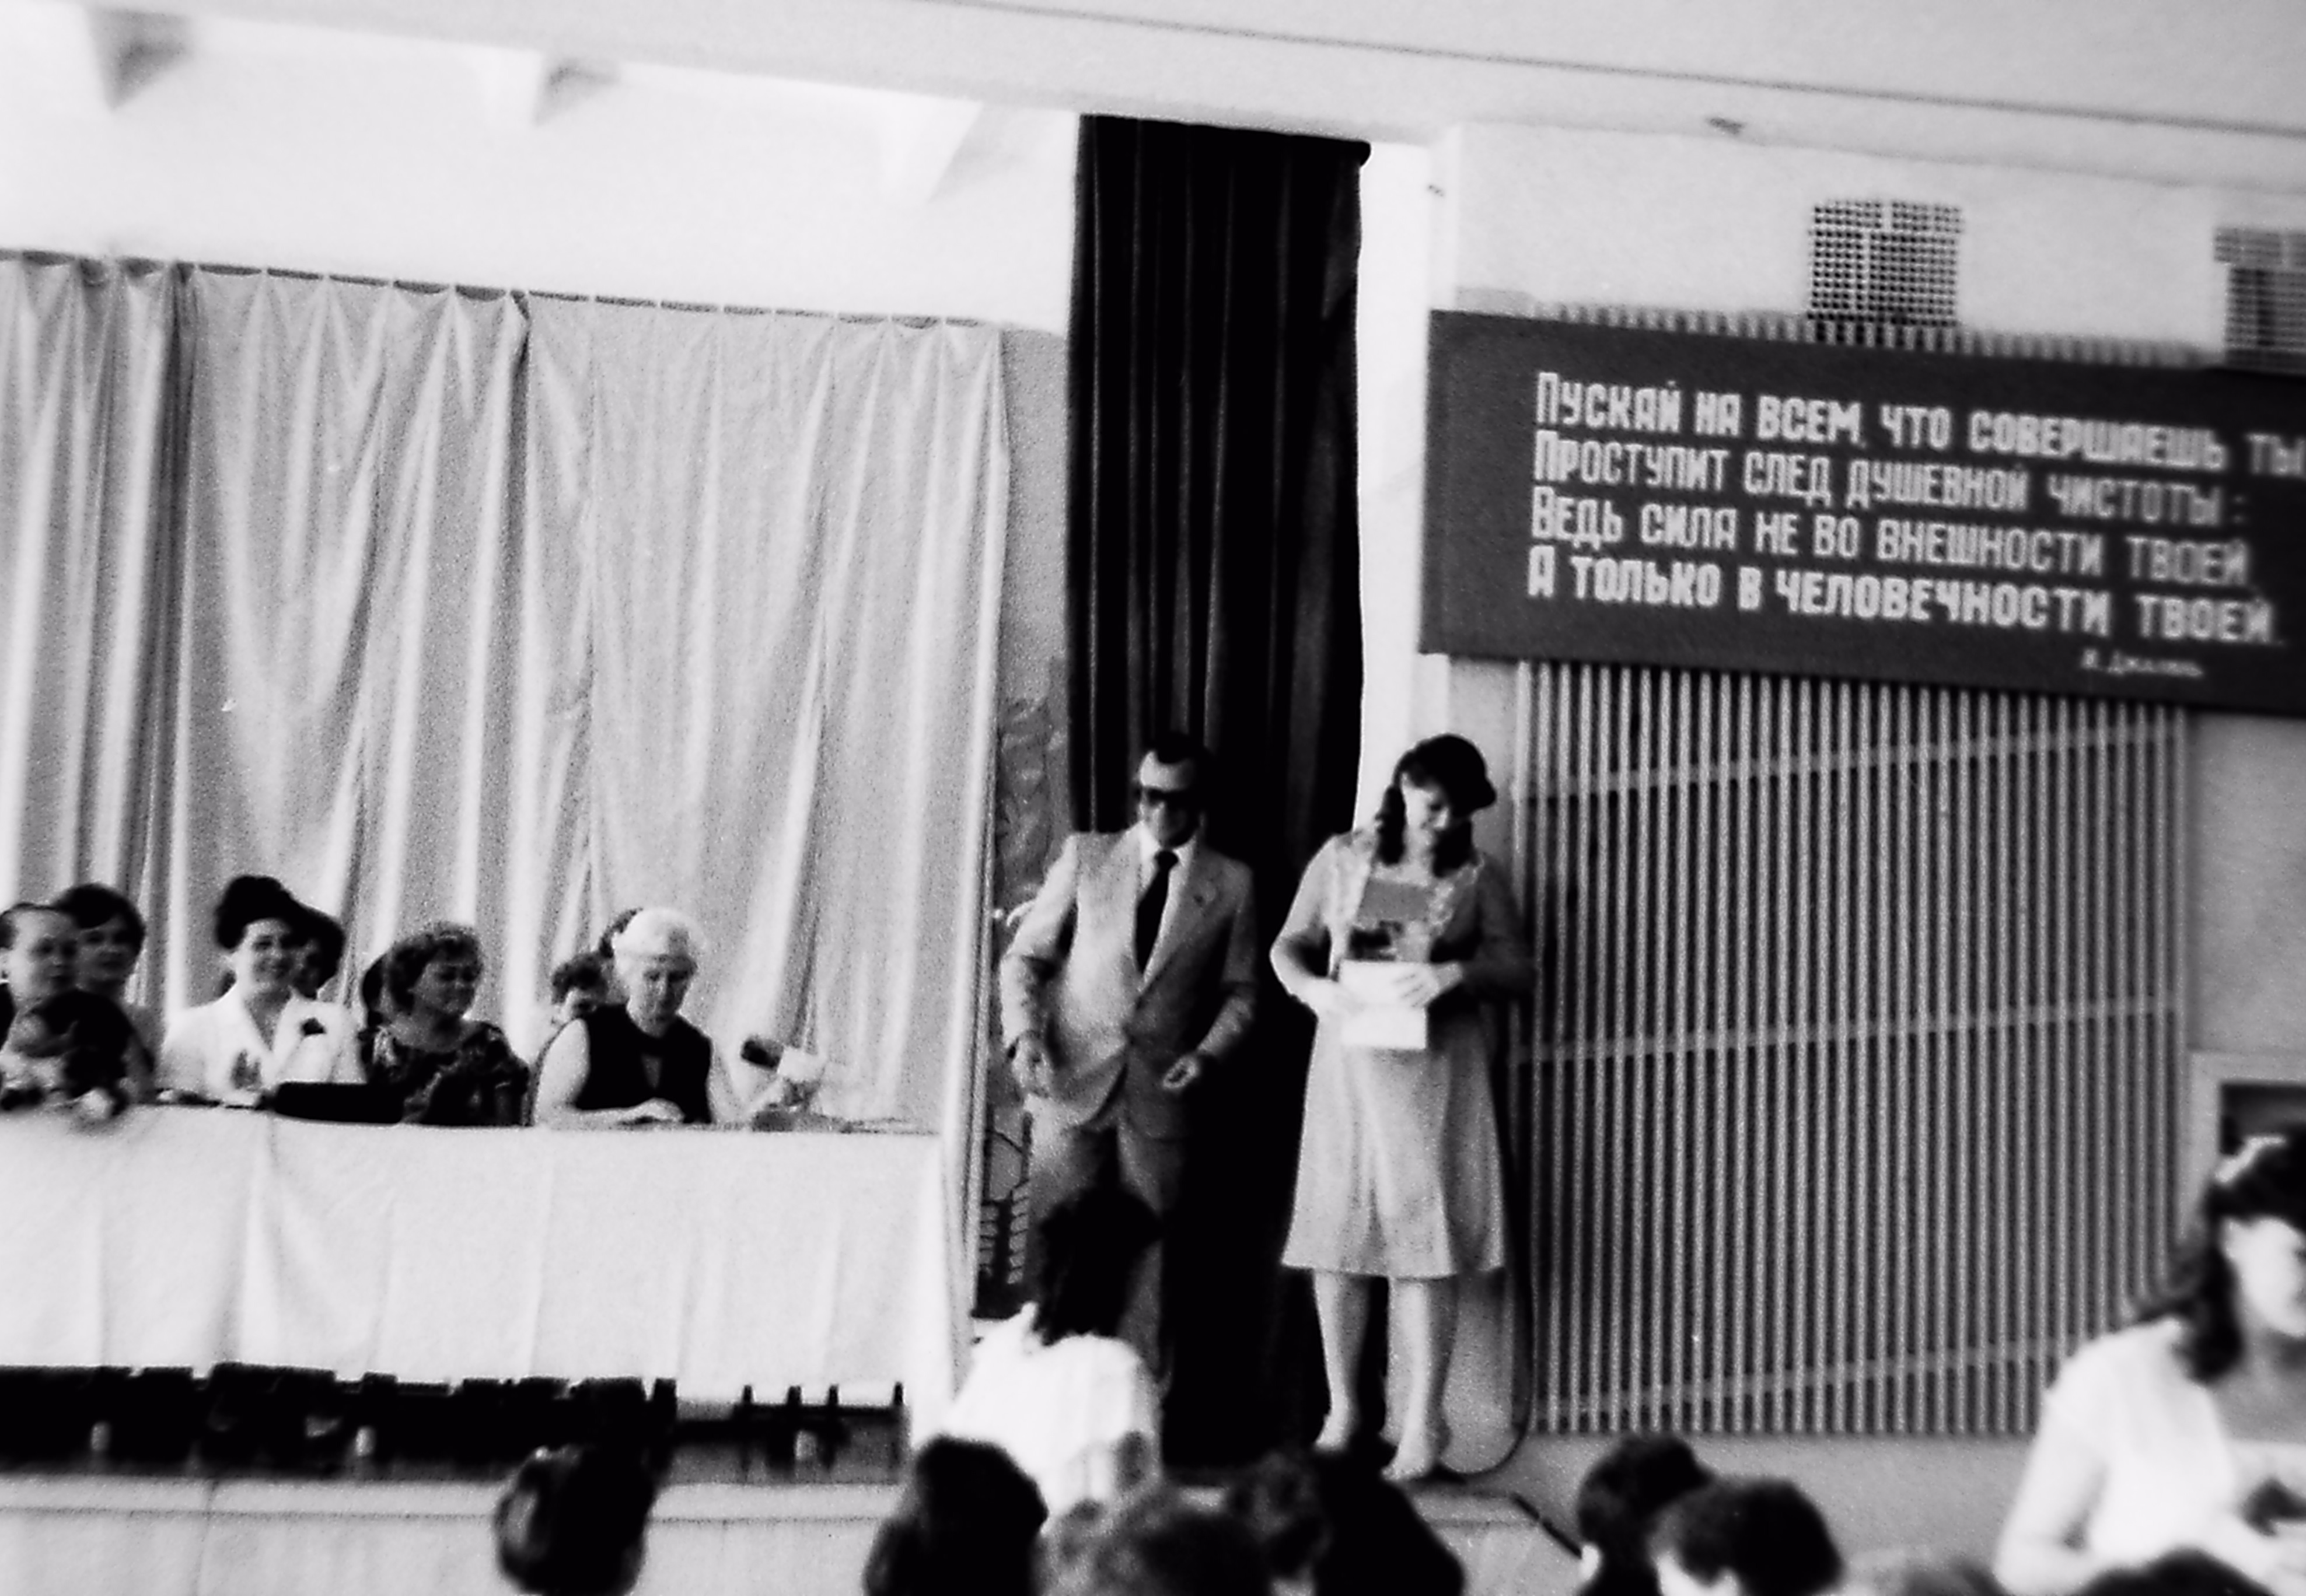 Пускай на всем, что совершаешь ты
Проступит след душевной чистоты:
Ведь сила не во внешности твоей,
А только в человечности твоей.
М. Джалиль